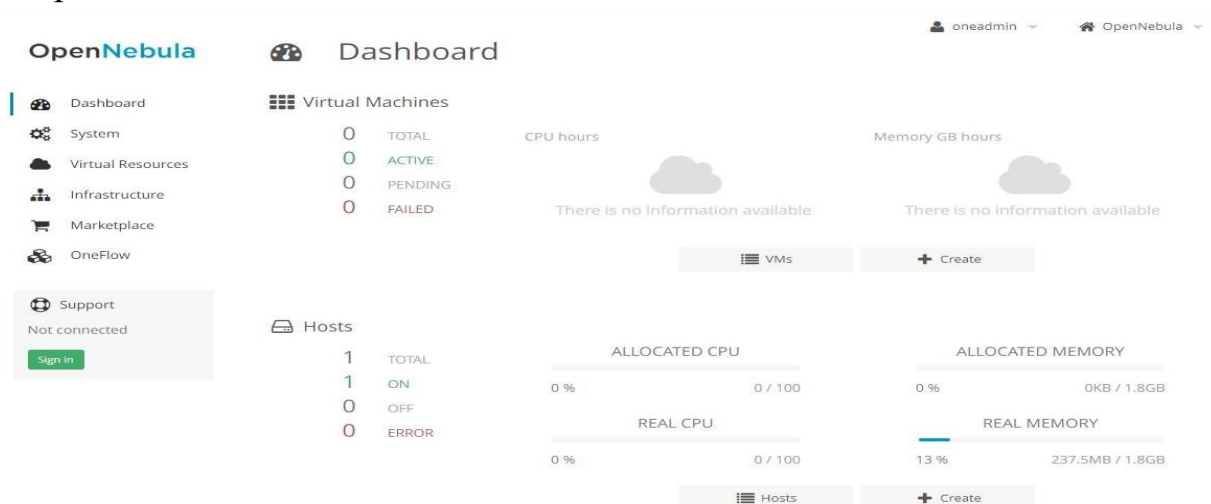 oneadmin
OpenNebula
OpenNebula
Dashboard
Dashboard
System
Virtual Resources
Infrastructure
Marketplace
OneFlow
Support
Not connected
Sign in
Virtual Machines
0 TOTAL
0 ACTIVE
0 PENDING
0 FAILED
CPU hours
There is no information available
Memory GB hours
There is no information available
VMs
Create
Hosts
1 TOTAL
1 ON
0 OFF
0 ERROR
ALLOCATED CPU
0 % 0 / 100
REAL CPU
0 % 0 / 100
ALLOCATED MEMORY
0 % 0KB / 1.8GB
REAL MEMORY
13 % 237.5MB / 1.8GB
Hosts
Create